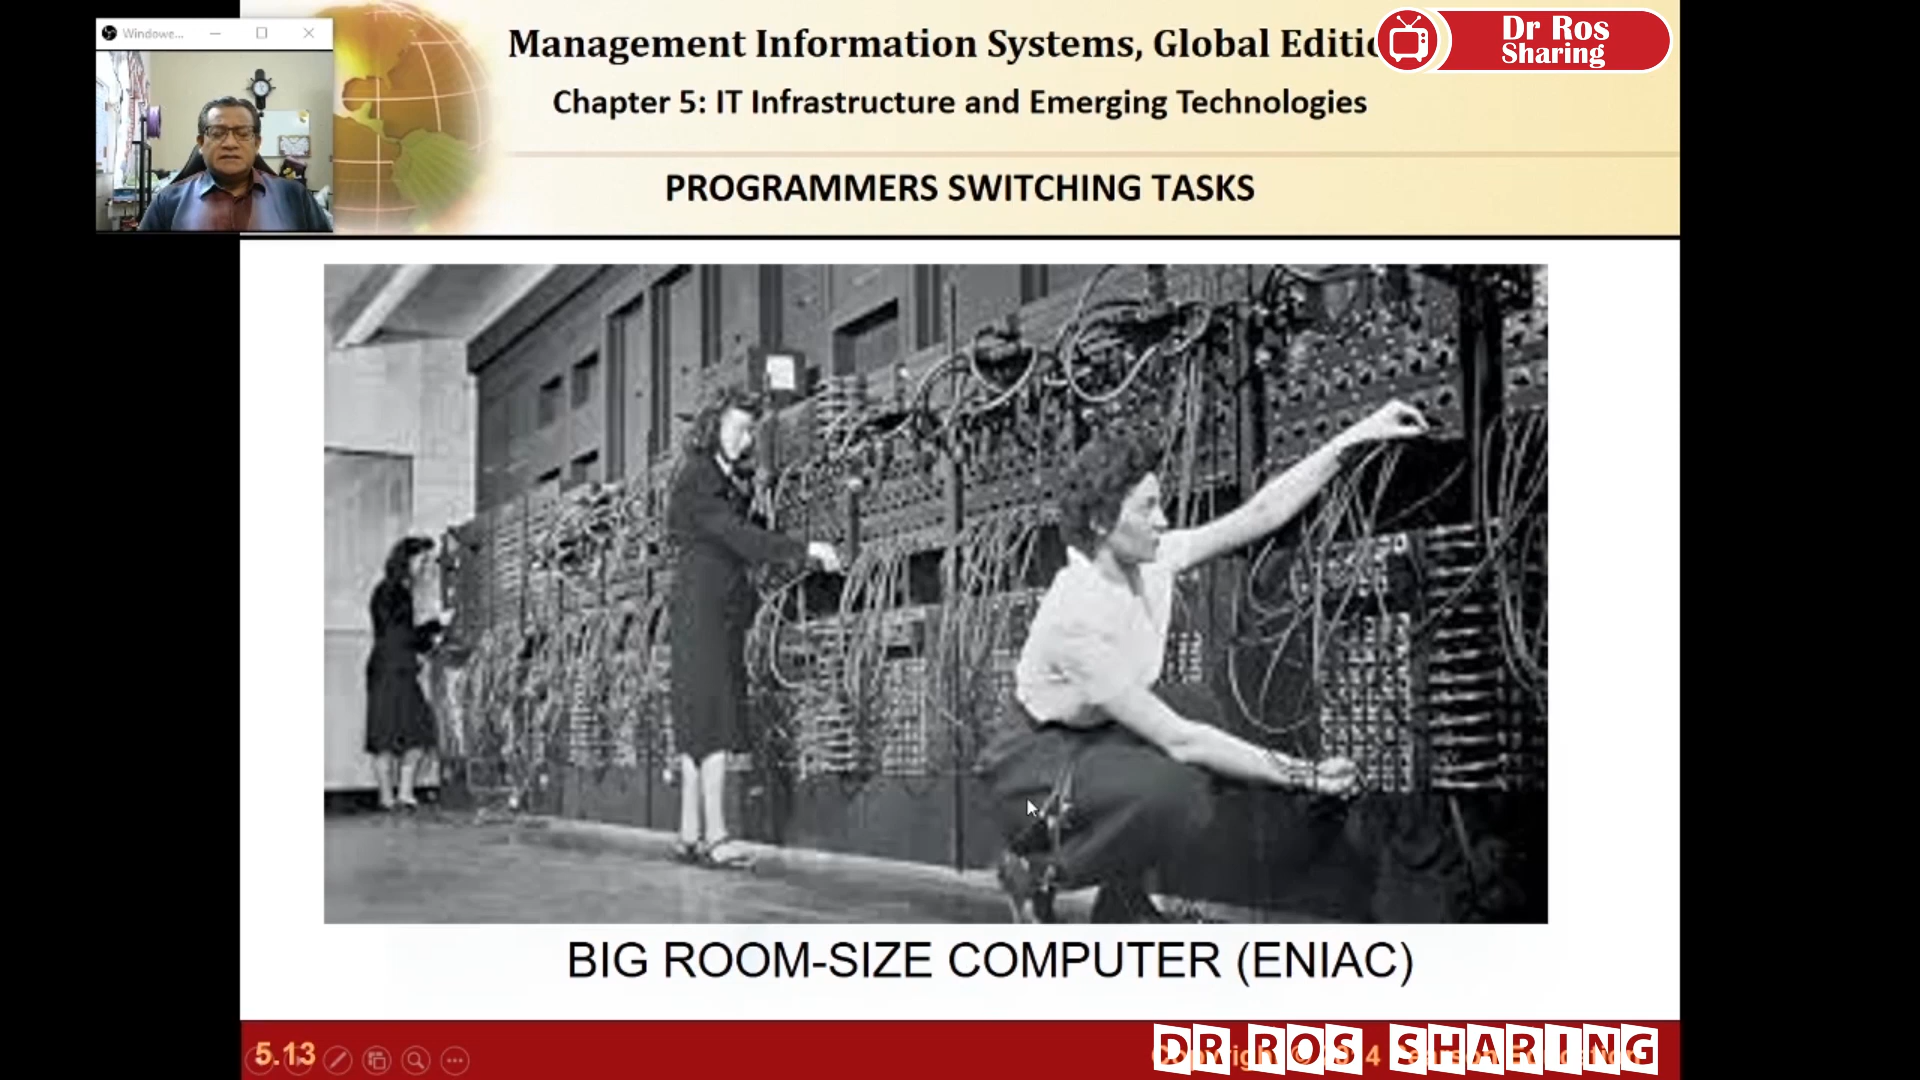 Windowe...
Management Information Systems, Global Editio
Dr Ros
Sharing
Chapter 5: IT Infrastructure and Emerging Technologies
PROGRAMMERS SWITCHING TASKS
BIG ROOM-SIZE COMPUTER (ENIAC)
5.13
DR ROS SHARING